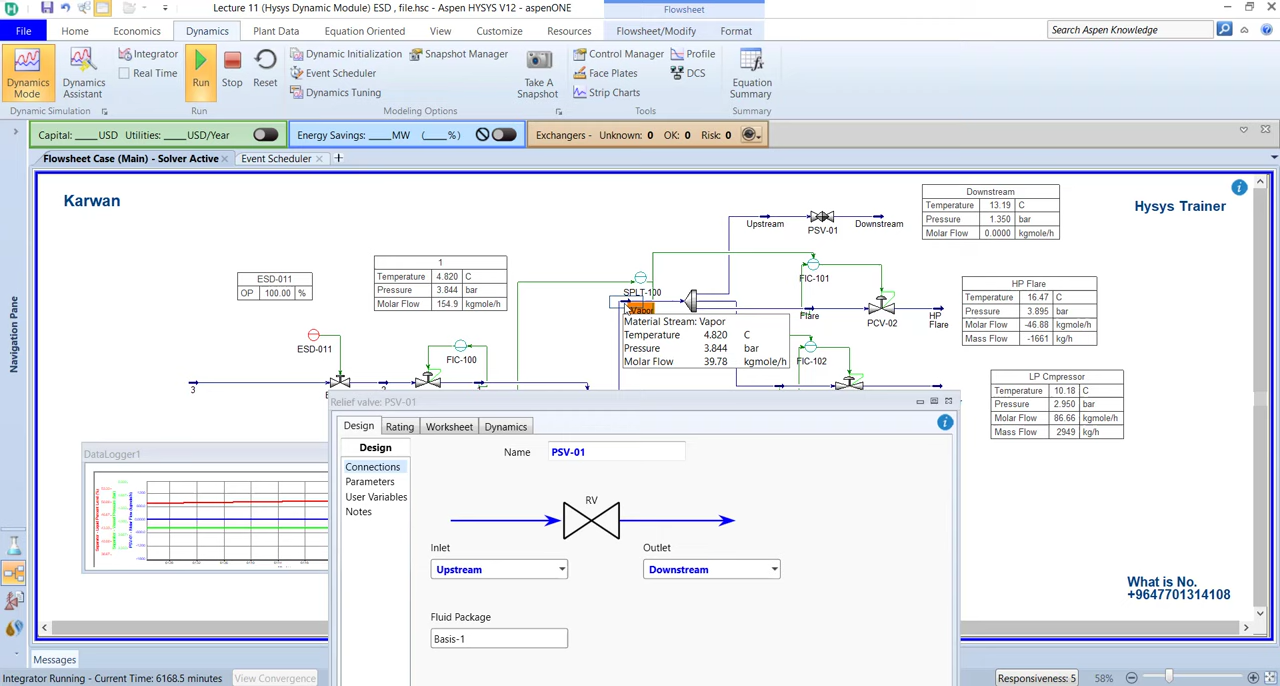 Lecture 11 (Hysys Dynamic Module) ESD , file.hsc - Aspen HYSYS V12 - aspenONE
Flowsheet
File
Home
Economics
Dynamics
Plant Data
Equation Oriented
View
Customize
Resources
Flowsheet/Modify
Format
Search Aspen Knowledge
Dynamics Mode
Dynamics Assistant
Integrator
Real Time
Run
Stop
Reset
Dynamic Initialization
Event Scheduler
Dynamics Tuning
Snapshot Manager
Take A Snapshot
Control Manager
Face Plates
Strip Charts
Profile
DCS
Equation Summary
Dynamic Simulation
Run
Modeling Options
Tools
Summary
Capital: ____USD Utilities: ____USD/Year
Energy Savings: ____MW (____%)
Exchangers - Unknown: 0 OK: 0 Risk: 0
Flowsheet Case (Main) - Solver Active
Event Scheduler
Navigation Pane
Karwan
Hysys Trainer
Downstream
Temperature 13.19 C
Pressure 1.350 bar
Molar Flow 0.0000 kgmole/h
Upstream
PSV-01
Downstream
1
Temperature 4.820 C
Pressure 3.844 bar
Molar Flow 154.9 kgmole/h
ESD-011
OP 100.00 %
SPLT-100
Vapor
FIC-101
HP Flare
Temperature 16.47 C
Pressure 3.895 bar
Molar Flow -46.88 kgmole/h
Mass Flow -1661 kg/h
Flare
PCV-02
HP Flare
Material Stream: Vapor
Temperature 4.820 C
Pressure 3.844 bar
Molar Flow 39.78 kgmole/h
ESD-011
FIC-100
FIC-102
3
LP Cmpressor
Temperature 10.18 C
Pressure 2.950 bar
Molar Flow 86.66 kgmole/h
Mass Flow 2949 kg/h
Relief valve: PSV-01
Design
Rating
Worksheet
Dynamics
Design
Connections
Parameters
User Variables
Notes
Name PSV-01
RV
Inlet
Upstream
Outlet
Downstream
Fluid Package
Basis-1
DataLogger1
What is No.
+9647701314108
Messages
Integrator Running - Current Time: 6168.5 minutes
View Convergence
Responsiveness: 5
58%